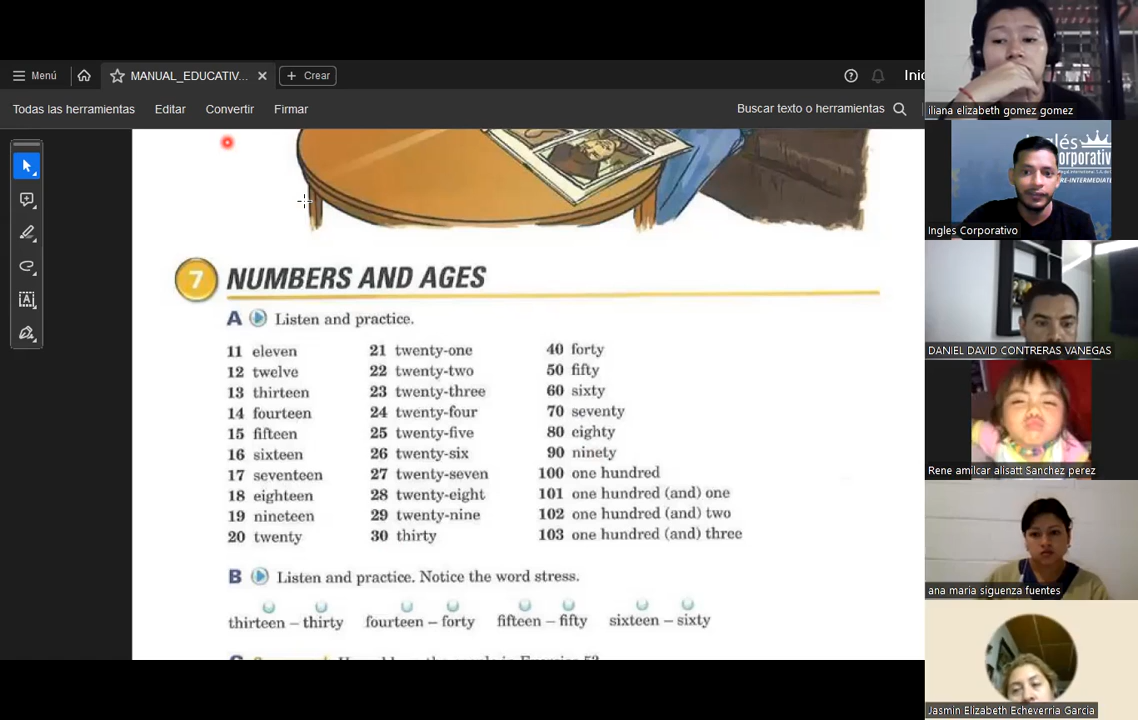 Menú
MANUAL_EDUCATIV...
Crear
Todas las herramientas
Editar
Convertir
Firmar
Buscar texto o herramientas
7 NUMBERS AND AGES
A Listen and practice.
11 eleven 21 twenty-one 40 forty
12 twelve 22 twenty-two 50 fifty
13 thirteen 23 twenty-three 60 sixty
14 fourteen 24 twenty-four 70 seventy
15 fifteen 25 twenty-five 80 eighty
16 sixteen 26 twenty-six 90 ninety
17 seventeen 27 twenty-seven 100 one hundred
18 eighteen 28 twenty-eight 101 one hundred (and) one
19 nineteen 29 twenty-nine 102 one hundred (and) two
20 twenty 30 thirty 103 one hundred (and) three
B Listen and practice. Notice the word stress.
thirteen – thirty fourteen – forty fifteen – fifty sixteen – sixty
iliana elizabeth gomez gomez
Inglés
Ingles Corporativo
DANIEL DAVID CONTRERAS VANEGAS
Rene amilcar alisatt Sanchez perez
ana maria siguenza fuentes
Jasmin Elizabeth Echeverria Garcia